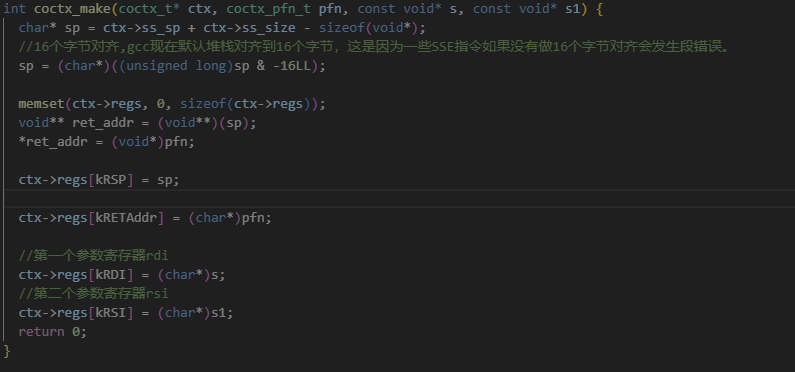 int coctx_make(coctx_t* ctx, coctx_pfn_t pfn, const void* s, const void* s1) {
  char* sp = ctx->ss_sp + ctx->ss_size - sizeof(void*);
  //16个字节对齐,gcc现在默认堆栈对齐到16个字节，这是因为一些SSE指令如果没有做16个字节对齐会发生段错误。
  sp = (char*)((unsigned long)sp & -16LL);

  memset(ctx->regs, 0, sizeof(ctx->regs));
  void** ret_addr = (void**)(sp);
  *ret_addr = (void*)pfn;

  ctx->regs[kRSP] = sp;

  ctx->regs[kRETAddr] = (char*)pfn;

  //第一个参数寄存器rdi
  ctx->regs[kRDI] = (char*)s;
  //第二个参数寄存器rsi
  ctx->regs[kRSI] = (char*)s1;
  return 0;
}